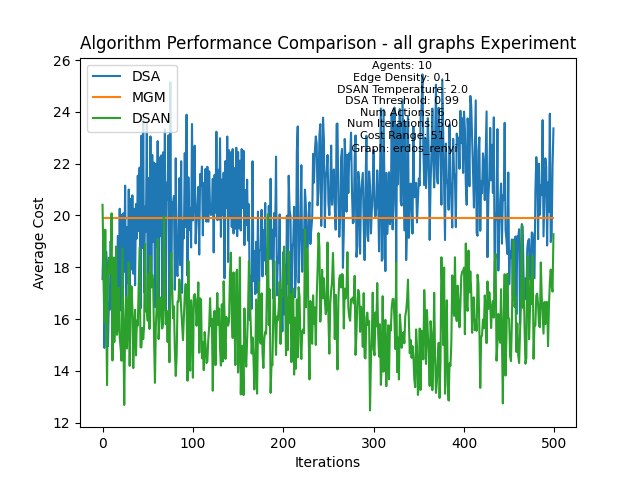 Algorithm Performance Comparison - all graphs Experiment
DSA
MGM
DSAN
Agents: 10
Edge Density: 0.1
DSAN Temperature: 2.0
DSA Threshold: 0.99
Num Actions: 6
Num Iterations: 500
Cost Range: 51
Graph: erdos_renyi
26
24
22
20
18
16
14
12
Average Cost
0
100
200
300
400
500
Iterations